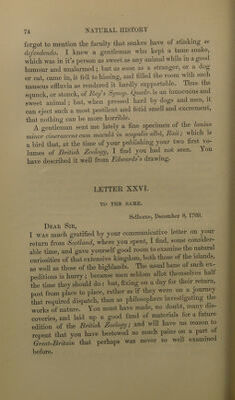 74 NATURAL HISTORY
forgot to mention the faculty that snakes have of stinking se
defendendo. I knew a gentleman who kept a tame snake,
which was in it's person as sweet as any animal while in a good
humour and unalarmed; but as soon as a stranger, or a dog
or cat, came in, it fell to hissing, and filled the room with such
nauseous effluvia as rendered it hardly supportable. Thus the
squnck, or stonck, of Ray's Synop. Quadr. is an innocuous and
sweet animal; but, when pressed hard by dogs and men, it
can eject such a most pestilent and fetid smell and excrement,
that nothing can be more horrible.
A gentleman sent me lately a fine specimen of the lanius
minor cinerascens cum macula in scapulis alba, Raii; which is
a bird that, at the time of your publishing your two first vo-
lumes of British Zoology, I find you had not seen. You
have described it well from Edwards's drawing.
LETTER XXVI.
TO THE SAME.
Selborne, December 8, 1769.
Dear Sir,
I was much gratified by your communicative letter on your
return from Scotland, where you spent, I find, some consider-
able time, and gave yourself good room to examine the natural
curiosities of that extensive kingdom, both those of the islands,
as well as those of the highlands. The usual bane of such ex-
peditions is hurry; because men seldom allot themselves half
the time they should do: but, fixing on a day for their return,
post from place to place, rather as if they were on a journey
that required dispatch, than as philosophers investigating the
works of nature. You must have made, no doubt, many dis-
coveries, and laid up a good fund of materials for a future
edition of the British Zoology; and will have no reason to
repent that you have bestowed so much pains on a part of
Great-Britain that perhaps was never so well examined
before.